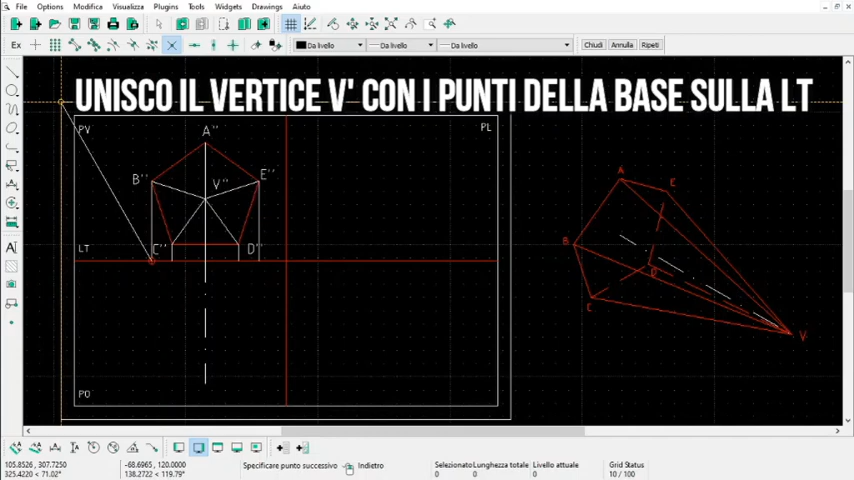 File Options Modifica Visualizza Plugins Tools Widgets Drawings Aiuto
Ex Da livello Da livello Da livello Chiudi Annulla Ripeti
UNISCO IL VERTICE V' CON I PUNTI DELLA BASE SULLA LT
PV PL
A''
B'' V'' E''
LT C'' D''
PO
A
E
B
D
C
V
A
105.8526, 307.7250 -68.6965, 120.0000 Specificare punto successivo Indietro Selezionato Lunghezza totale Livello attuale Grid Status
325.4220 < 71.02° 138.2722 < 119.79° 0 0 0 10 / 100